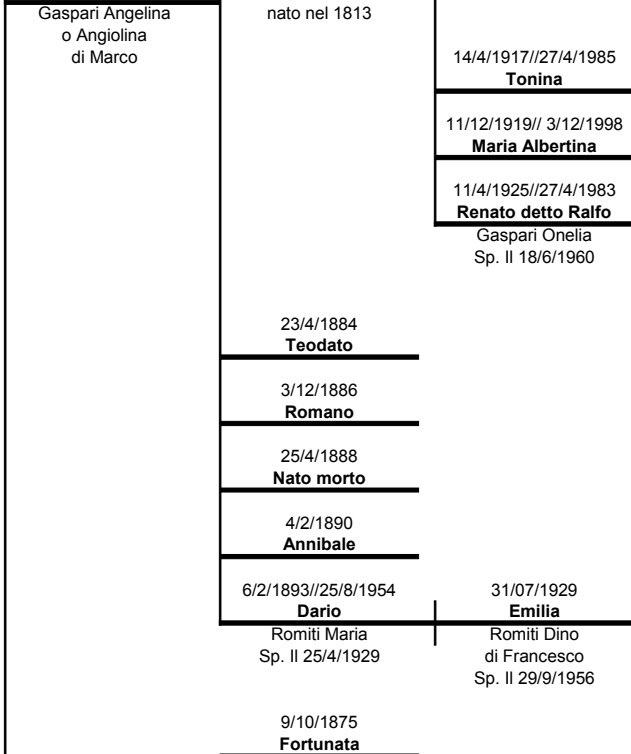 Gaspari Angelina
o Angiolina
di Marco
nato nel 1813
14/4/1917//27/4/1985
Tonina
11/12/1919// 3/12/1998
Maria Albertina
11/4/1925//27/4/1983
Renato detto Ralfo
Gaspari Onelia
Sp. Il 18/6/1960
23/4/1884
Teodato
3/12/1886
Romano
25/4/1888
Nato morto
4/2/1890
Annibale
6/2/1893//25/8/1954
Dario
Romiti Maria
Sp. Il 25/4/1929
31/07/1929
Emilia
Romiti Dino
di Francesco
Sp. Il 29/9/1956
9/10/1875
Fortunata